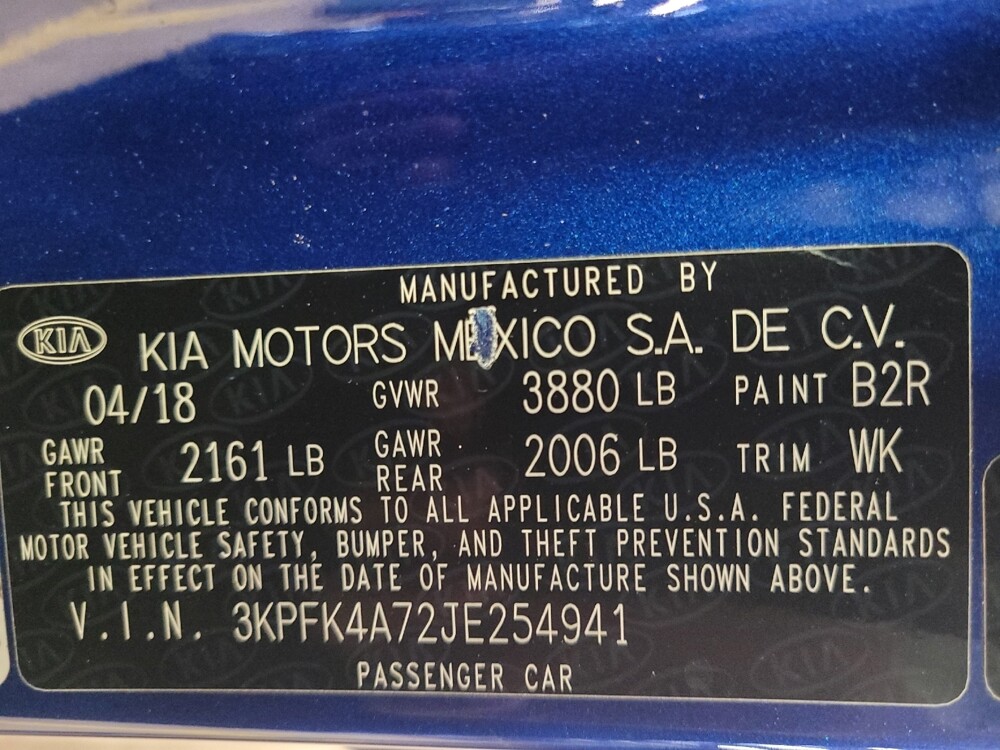 MANUFACTURED BY
KIA KIA MOTORS MEXICO S.A. DE C.V.
04/18 GVWR 3880 LB PAINT B2R
GAWR FRONT 2161 LB GAWR REAR 2006 LB TRIM WK
THIS VEHICLE CONFORMS TO ALL APPLICABLE U.S.A. FEDERAL
MOTOR VEHICLE SAFETY, BUMPER, AND THEFT PREVENTION STANDARDS
IN EFFECT ON THE DATE OF MANUFACTURE SHOWN ABOVE.
V.I.N. 3KPFK4A72JE254941
PASSENGER CAR